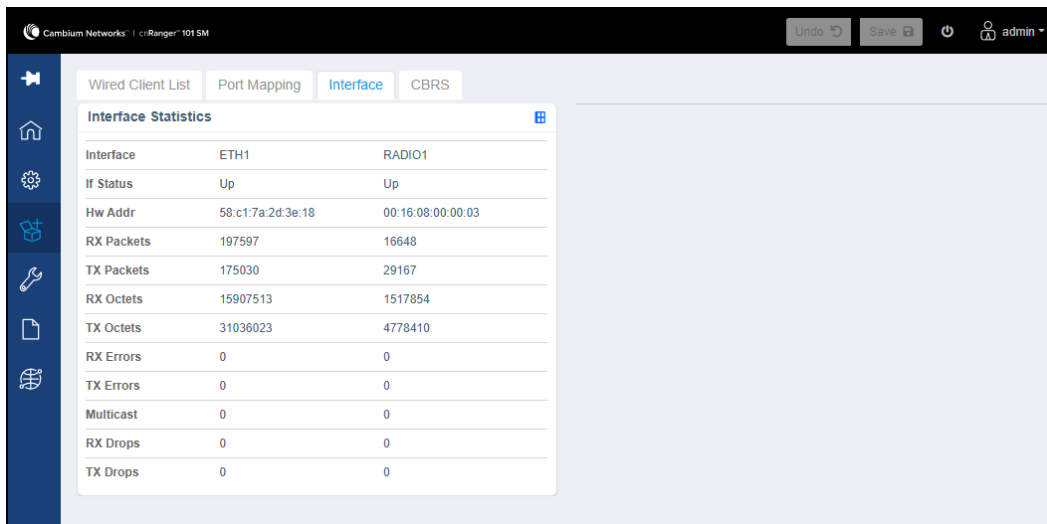 Cambium Networks™ | cnRanger™ 101 SM Undo Save admin
Wired Client List Port Mapping Interface CBRS
Interface Statistics
Interface ETH1 RADIO1
If Status Up Up
Hw Addr 58:c1:7a:2d:3e:18 00:16:08:00:00:03
RX Packets 197597 16648
TX Packets 175030 29167
RX Octets 15907513 1517854
TX Octets 31036023 4778410
RX Errors 0 0
TX Errors 0 0
Multicast 0 0
RX Drops 0 0
TX Drops 0 0